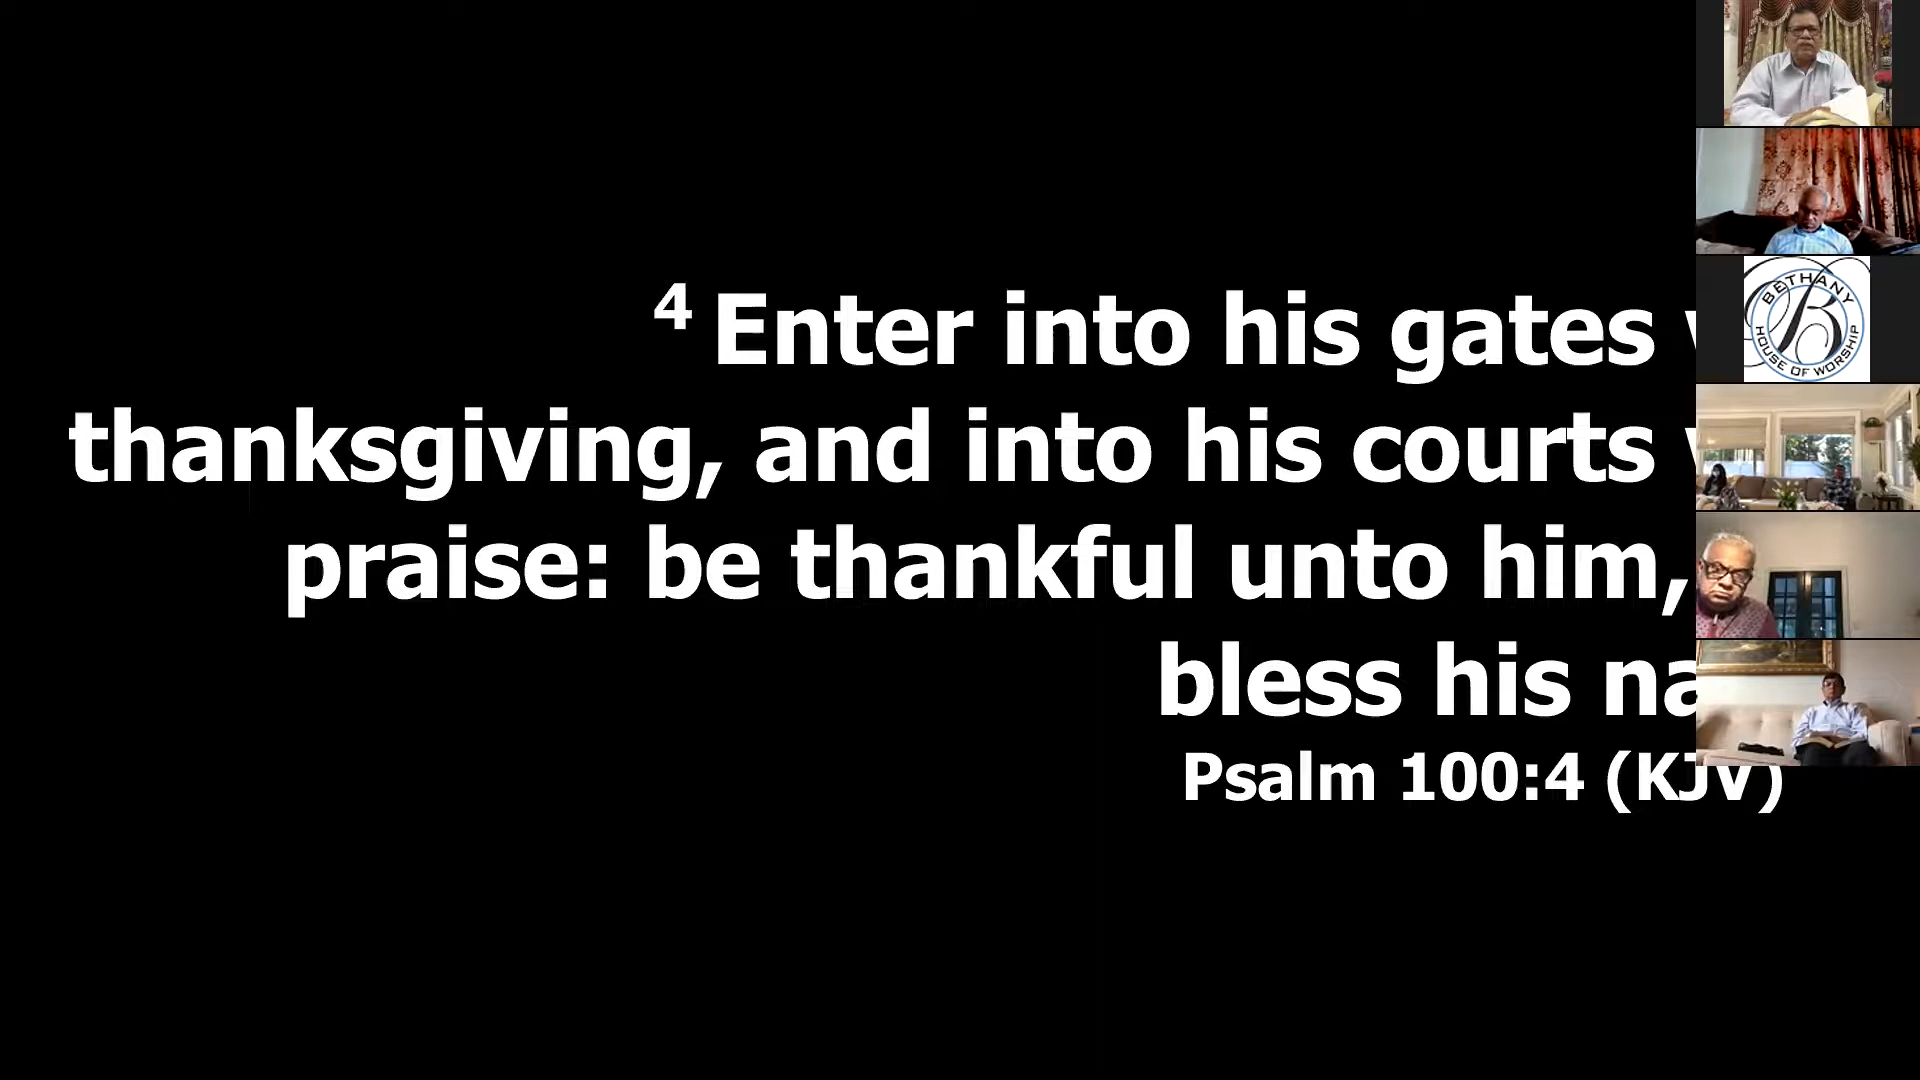 4 Enter into his gates
thanksgiving, and into his courts
praise: be thankful unto him,
bless his na
Psalm 100:4 (KJV)
BETHANY
B
HOUSE OF WORSHIP